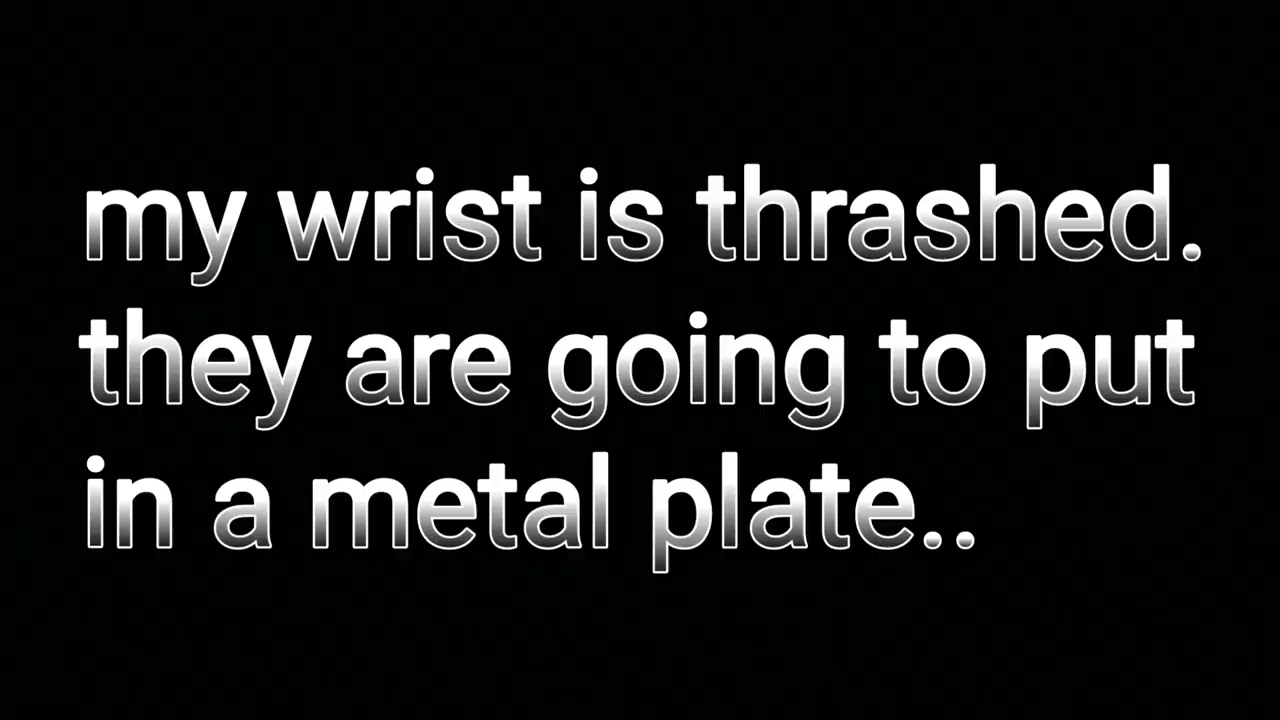 my wrist is thrashed.
they are going to put
in a metal plate..